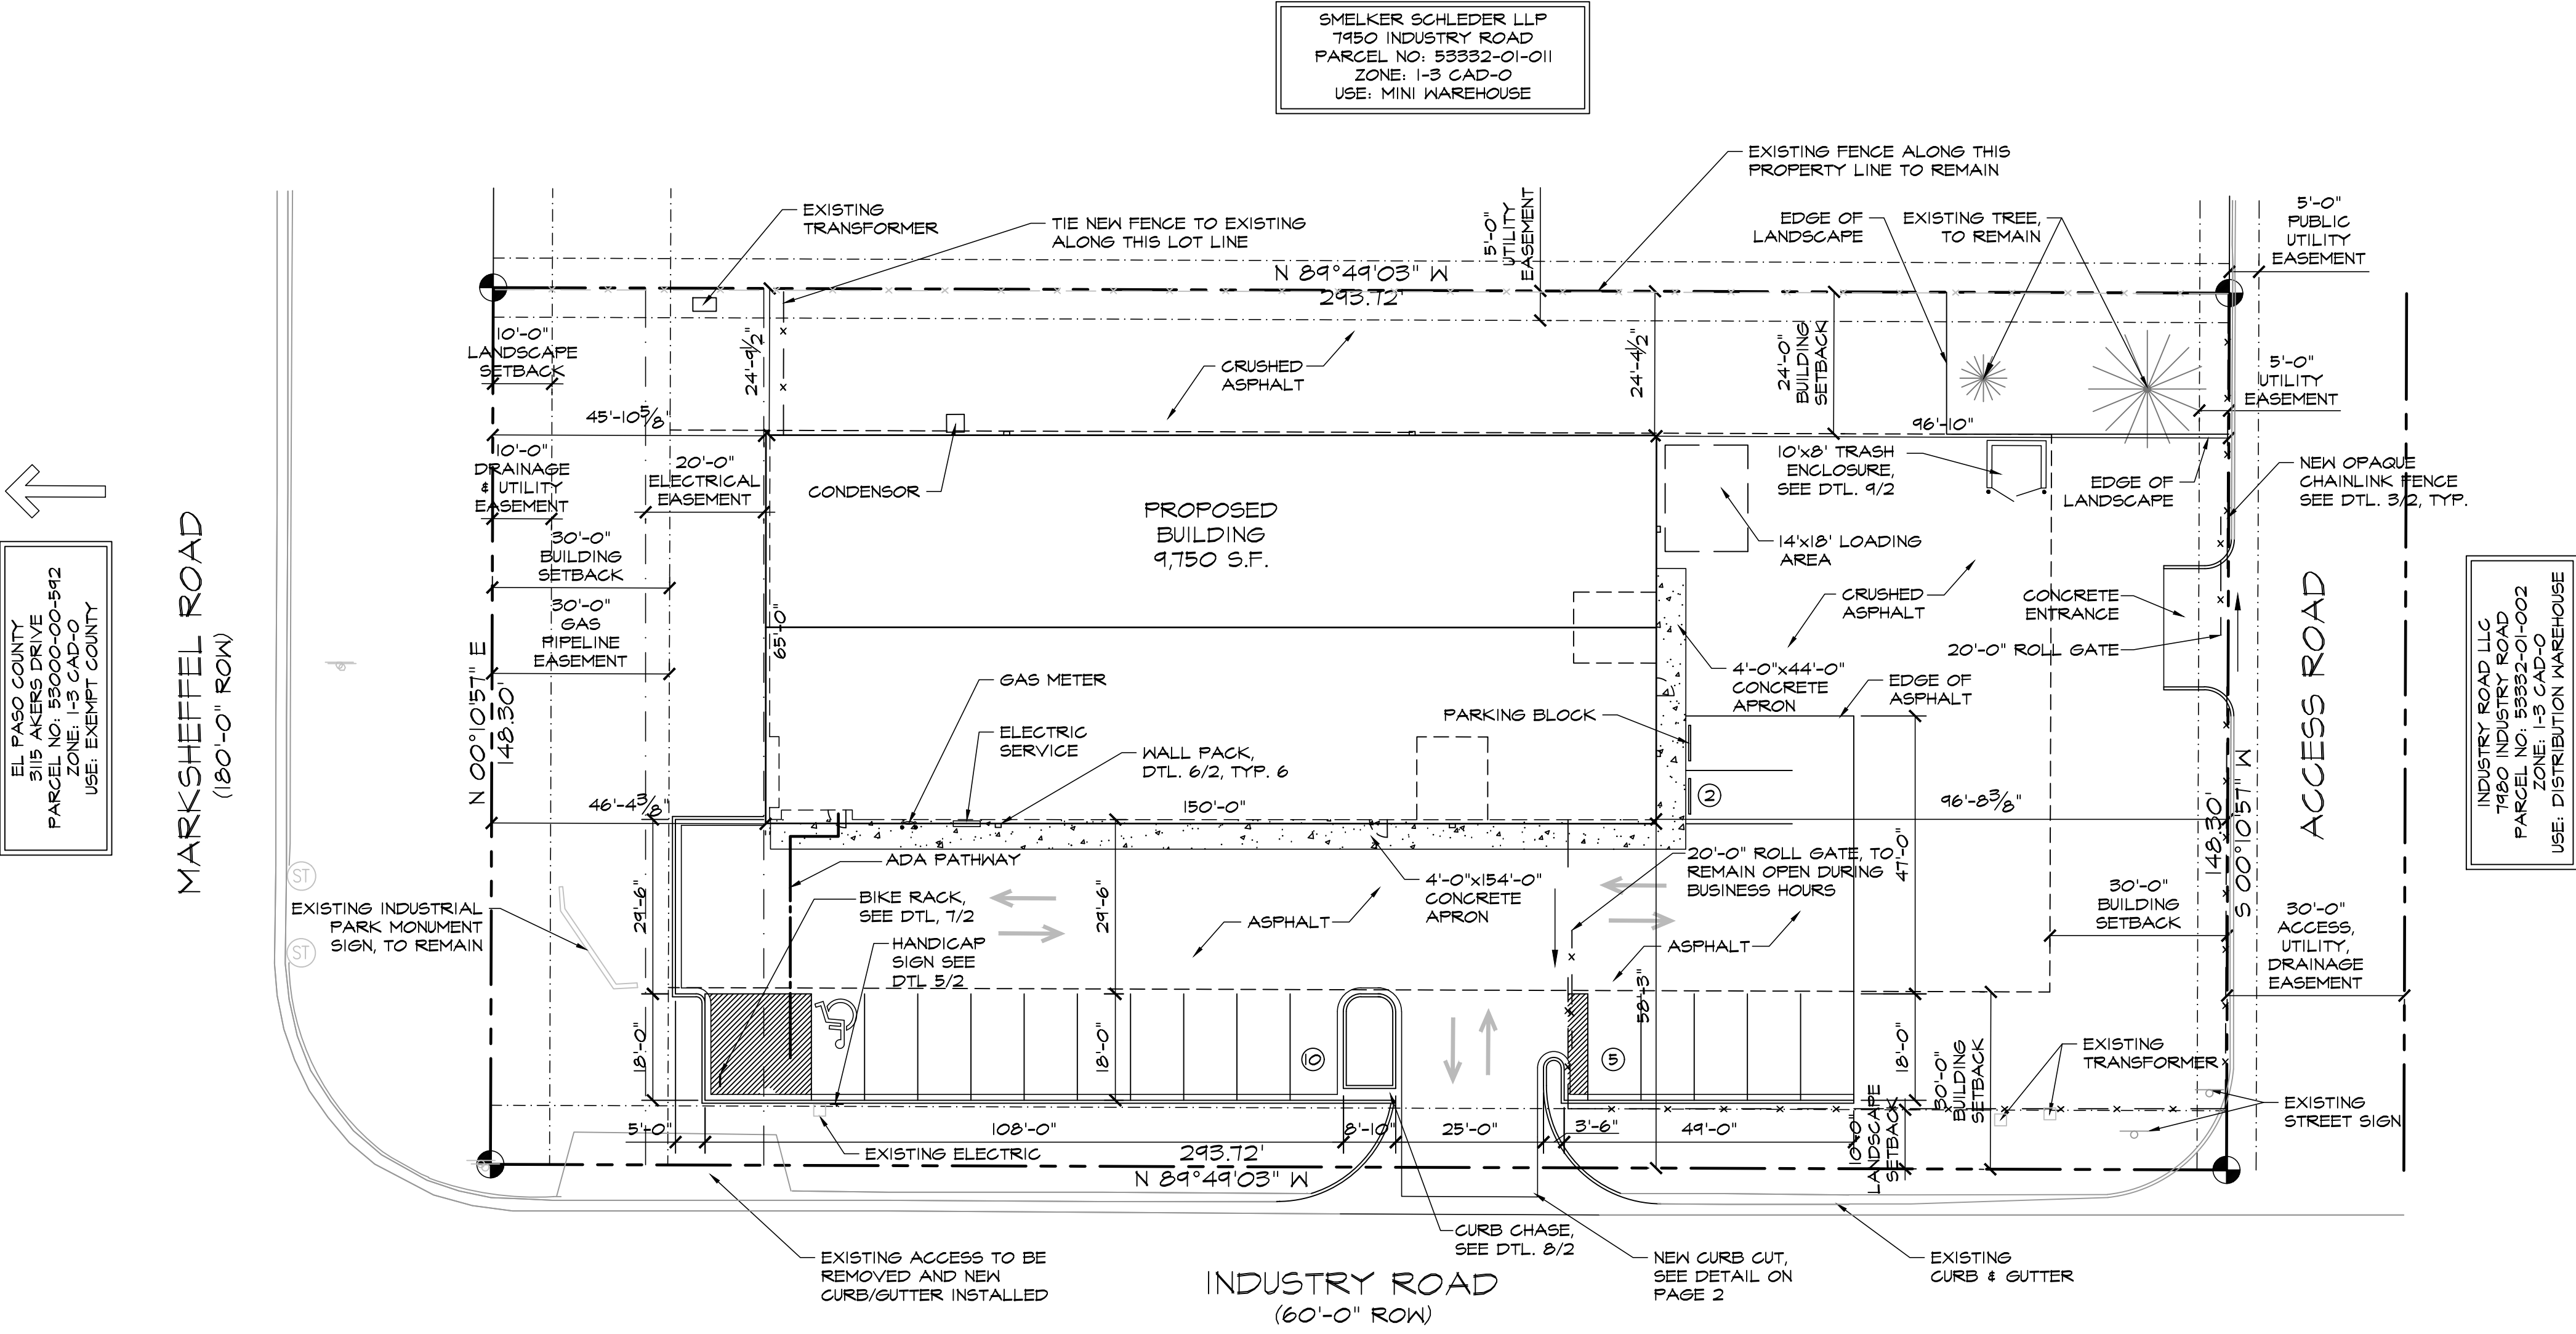 SMELKER SCHLEDER LLP
7950 INDUSTRY ROAD
PARCEL NO: 53332-01-011
ZONE: I-3 CAD-O
USE: MINI WAREHOUSE
EXISTING FENCE ALONG THIS
PROPERTY LINE TO REMAIN
EXISTING
TRANSFORMER
TIE NEW FENCE TO EXISTING
ALONG THIS LOT LINE
5'-0"
UTILITY
EASEMENT
EDGE OF
LANDSCAPE
EXISTING TREE,
TO REMAIN
5'-0"
PUBLIC
UTILITY
EASEMENT
N 89°49'03" W
293.72'
10'-0"
LANDSCAPE
SETBACK
24'-9 1/2"
CRUSHED
ASPHALT
24'-4 1/2"
24'-0"
BUILDING
SETBACK
5'-0"
UTILITY
EASEMENT
45'-10 5/8"
96'-10"
10'-0"
DRAINAGE
& UTILITY
EASEMENT
20'-0"
ELECTRICAL
EASEMENT
CONDENSOR
PROPOSED
BUILDING
9,750 S.F.
10'x8' TRASH
ENCLOSURE,
SEE DTL. 9/2
EDGE OF
LANDSCAPE
NEW OPAQUE
CHAINLINK FENCE
SEE DTL. 3/2, TYP.
30'-0"
BUILDING
SETBACK
14'x18' LOADING
AREA
30'-0"
GAS
PIPELINE
EASEMENT
65'-0"
CRUSHED
ASPHALT
CONCRETE
ENTRANCE
20'-0" ROLL GATE
4'-0"x44'-0"
CONCRETE
APRON
EDGE OF
ASPHALT
EL PASO COUNTY
3115 AKERS DRIVE
PARCEL NO: 53000-00-592
ZONE: I-3 CAD-O
USE: EXEMPT COUNTY
MARKSHEFFEL ROAD
(180'-0" ROW)
N 00°10'57" E
148.30'
GAS METER
ELECTRIC
SERVICE
WALL PACK,
DTL. 6/2, TYP. 6
PARKING BLOCK
2
ACCESS ROAD
INDUSTRY ROAD LLC
7980 INDUSTRY ROAD
PARCEL NO: 53332-01-002
ZONE: I-3 CAD-O
USE: DISTRIBUTION WAREHOUSE
46'-4 3/8"
150'-0"
96'-8 3/8"
148.30'
S 00°10'57" W
ST
ST
EXISTING INDUSTRIAL
PARK MONUMENT
SIGN, TO REMAIN
29'-6"
ADA PATHWAY
BIKE RACK,
SEE DTL, 7/2
HANDICAP
SIGN SEE
DTL 5/2
29'-6"
ASPHALT
4'-0"x154'-0"
CONCRETE
APRON
20'-0" ROLL GATE, TO
REMAIN OPEN DURING
BUSINESS HOURS
ASPHALT
47'-0"
30'-0"
BUILDING
SETBACK
30'-0"
ACCESS,
UTILITY,
DRAINAGE
EASEMENT
58'-3"
18'-0"
18'-0"
10
5
18'-0"
30'-0"
BUILDING
SETBACK
EXISTING
TRANSFORMER
EXISTING
STREET SIGN
5'-0"
108'-0"
8'-10"
25'-0"
3'-6"
49'-0"
10'-0"
LANDSCAPE
SETBACK
EXISTING ELECTRIC
293.72'
N 89°49'03" W
EXISTING ACCESS TO BE
REMOVED AND NEW
CURB/GUTTER INSTALLED
CURB CHASE,
SEE DTL. 8/2
NEW CURB CUT,
SEE DETAIL ON
PAGE 2
EXISTING
CURB & GUTTER
INDUSTRY ROAD
(60'-0" ROW)